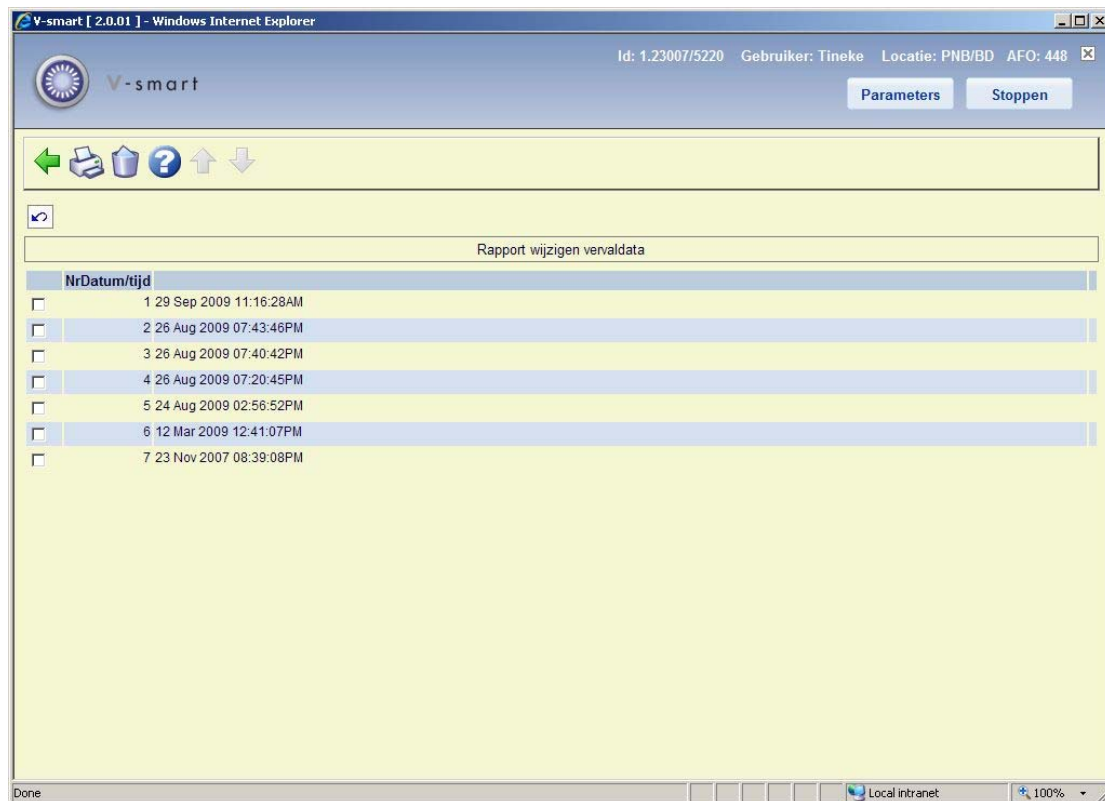 V-smart [ 2.0.01 ] - Windows Internet Explorer
Id: 1.23007/5220 Gebruiker: Tineke Locatie: PNB/BD AFO: 448
V-smart
Parameters Stoppen
Rapport wijzigen vervaldata
NrDatum/tijd
1 29 Sep 2009 11:16:28AM
2 26 Aug 2009 07:43:46PM
3 26 Aug 2009 07:40:42PM
4 26 Aug 2009 07:20:45PM
5 24 Aug 2009 02:56:52PM
6 12 Mar 2009 12:41:07PM
7 23 Nov 2007 08:39:08PM
Done Local intranet 100%